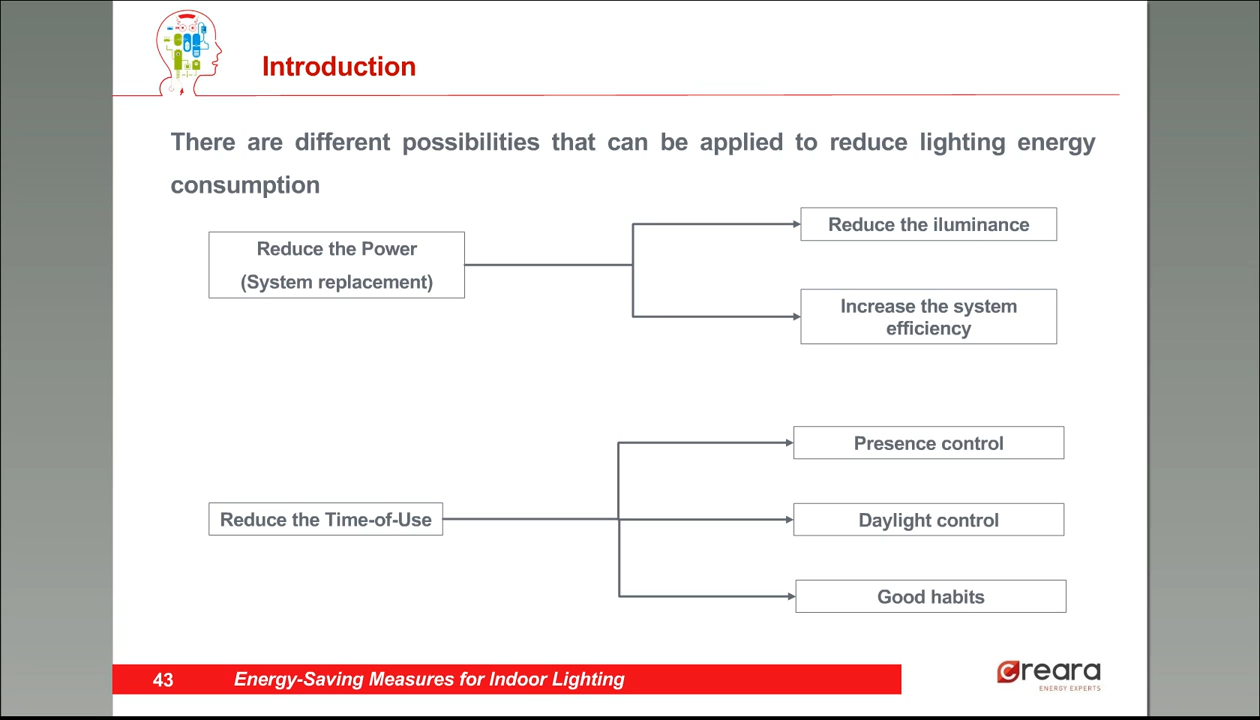 Introduction
There are different possibilities that can be applied to reduce lighting energy
consumption
Reduce the Power
(System replacement)
Reduce the iluminance
Increase the system
efficiency
Reduce the Time-of-Use
Presence control
Daylight control
Good habits
43
Energy-Saving Measures for Indoor Lighting
creara
ENERGY EXPERTS